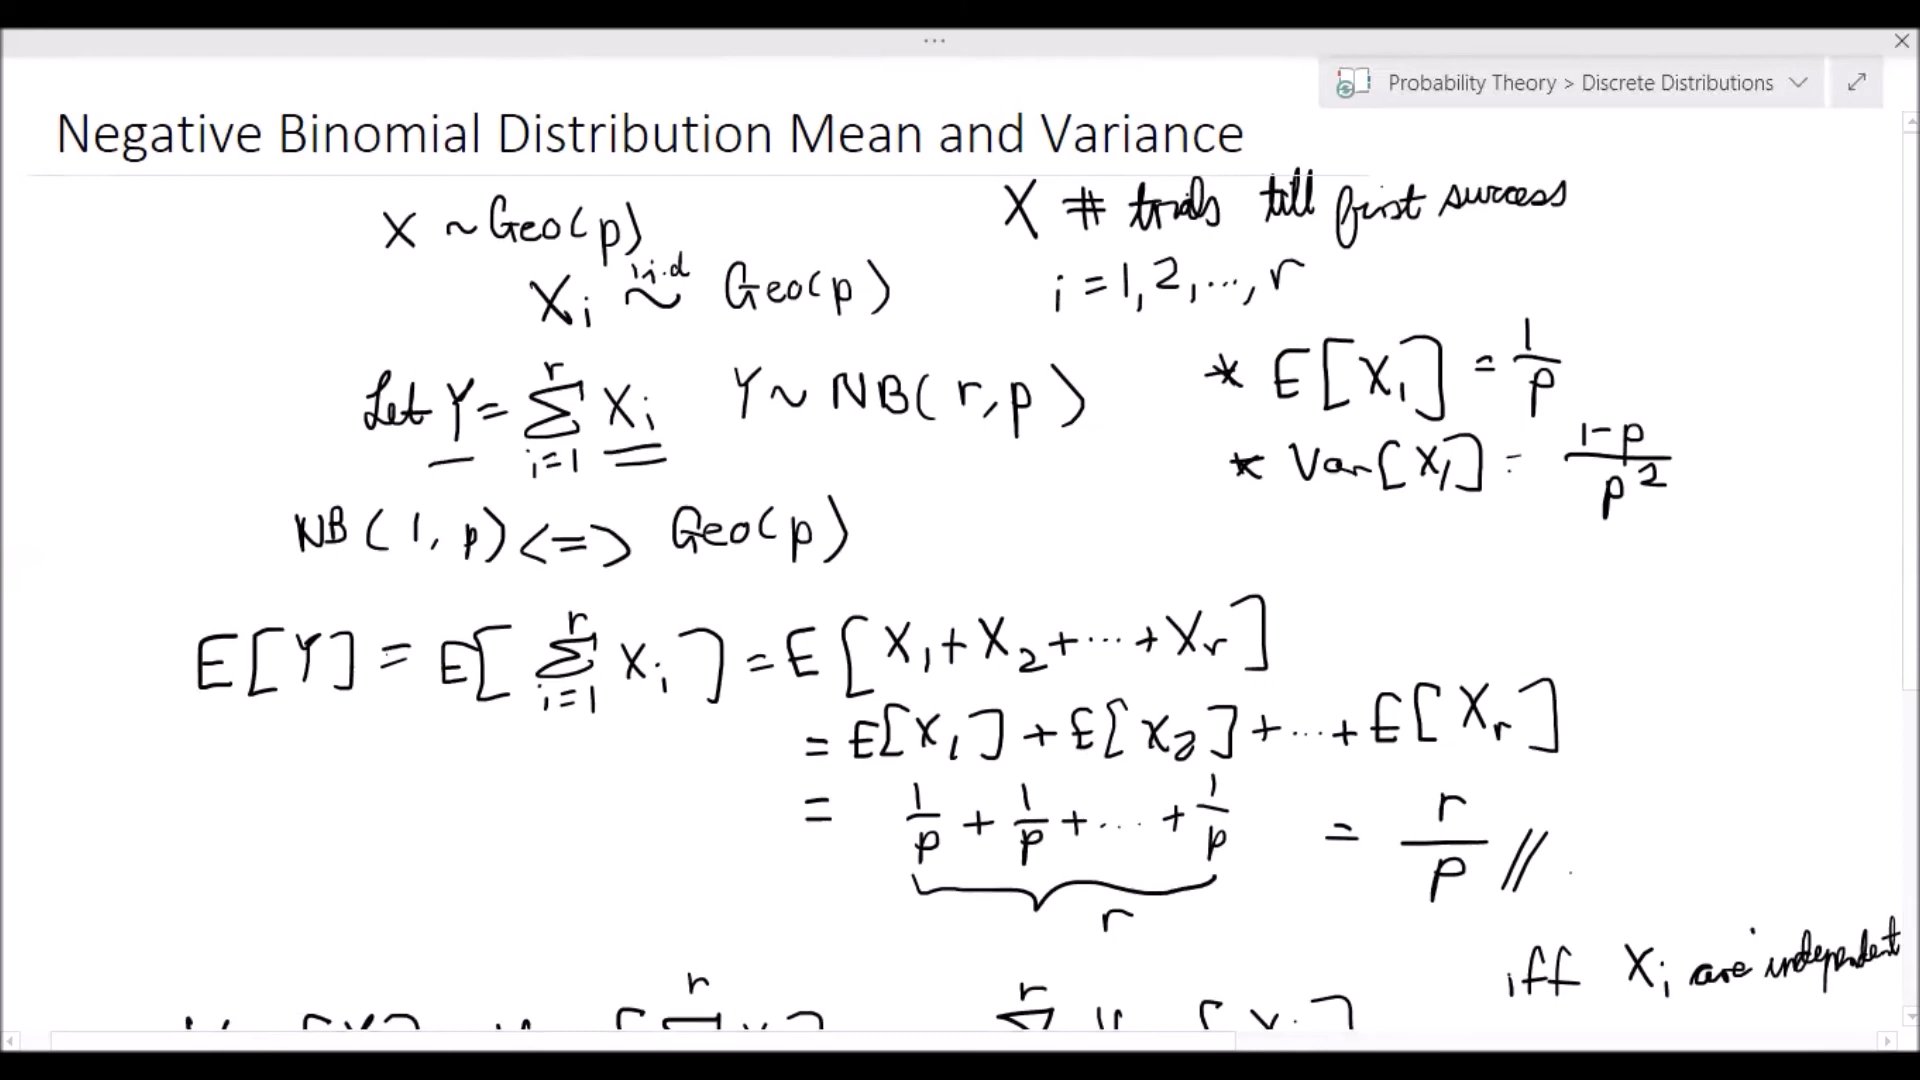 Probability Theory > Discrete Distributions
Negative Binomial Distribution Mean and Variance
X ~ Geo(p)
X # trials till first success
Xᵢ ~ⁱ·ⁱ·ᵈ Geo(p)
i = 1, 2, ..., r
Let Y = Σᵢ₌₁ʳ Xᵢ Y ~ NB(r, p)
* E[X₁] = 1/p
* Var[X₁] = (1-p)/p²
NB(1, p) <=> Geo(p)
E[Y] = E[Σᵢ₌₁ʳ Xᵢ] = E[X₁ + X₂ + ... + Xᵣ]
= E[X₁] + E[X₂] + ... + E[Xᵣ]
= 1/p + 1/p + ... + 1/p = r/p //
r
iff Xᵢ are independent